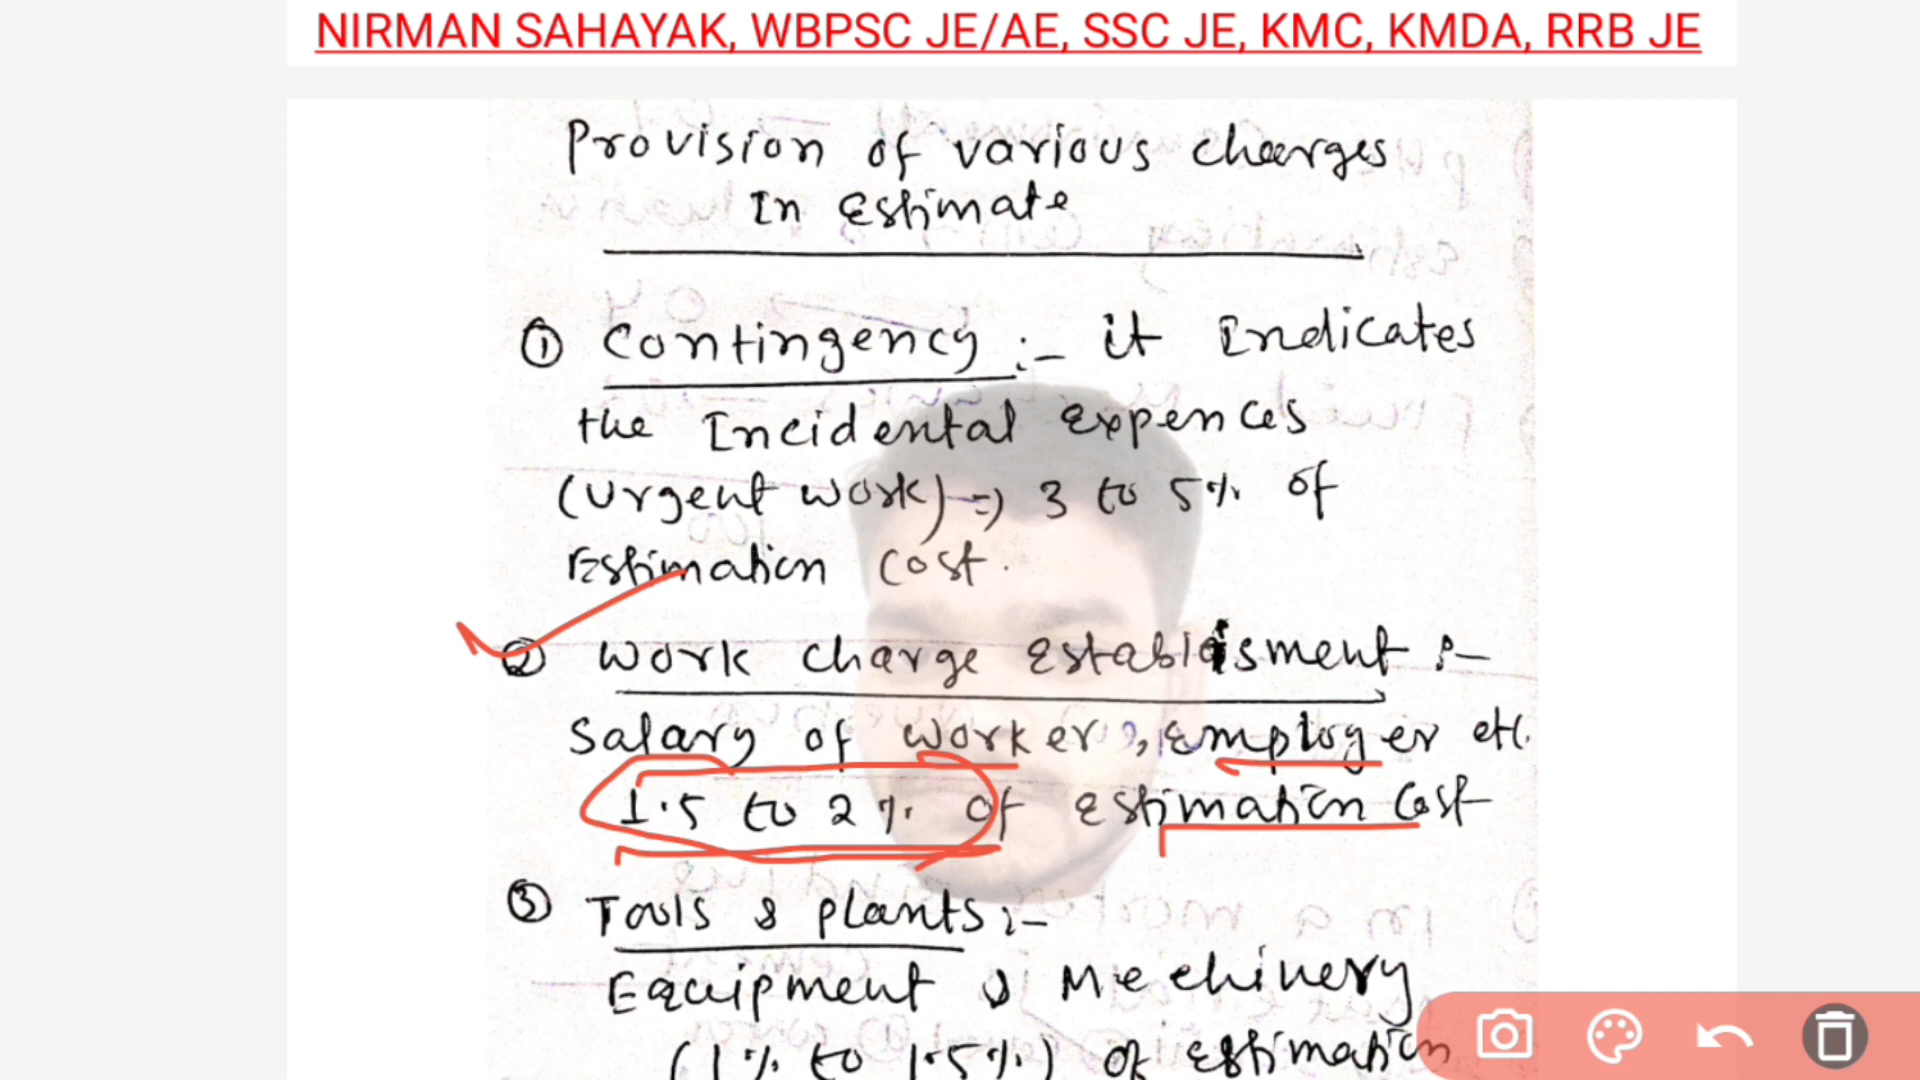 NIRMAN SAHAYAK, WBPSC JE/AE, SSC JE, KMC, KMDA, RRB JE
Provision of various charges
In Estimate
① Contingency :- it Indicates
the Incidental Expences
(Urgent work) => 3 to 5% of
Estimation Cost.
② Work charge Establisment :-
Salary of worker, Employer etc.
1.5 to 2% of estimation Cost
③ Tools & plants :-
Equipment & Mechinery
(1% to 1.5%) of estimation